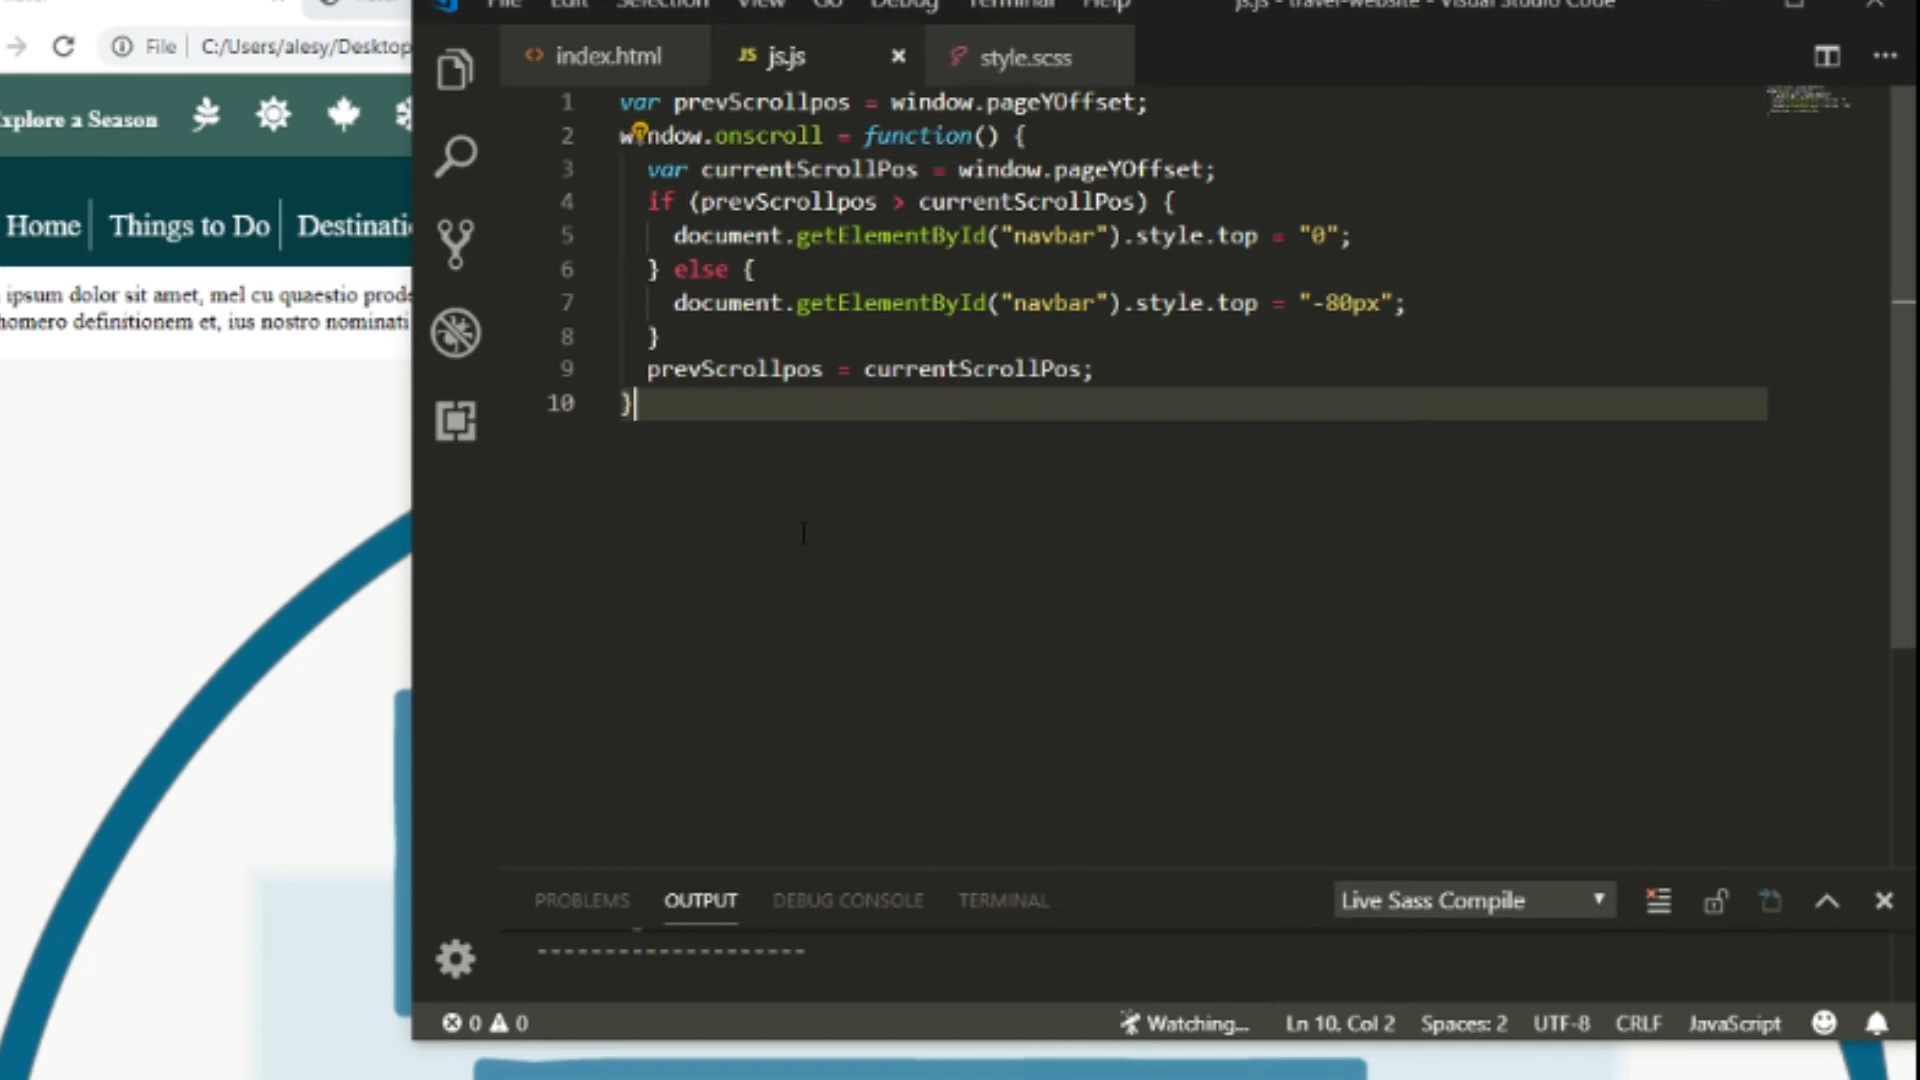 File Edit Selection View Go Debug Terminal Help
js.js - travel-website - Visual Studio Code
File C:/Users/alesy/Desktop
index.html JS js.js style.scss
xplore a Season
Home Things to Do Destinati
ipsum dolor sit amet, mel cu quaestio prod
homero definitionem et, ius nostro nominati
1 var prevScrollpos = window.pageYOffset;
2 window.onscroll = function() {
3 var currentScrollPos = window.pageYOffset;
4 if (prevScrollpos > currentScrollPos) {
5 document.getElementById("navbar").style.top = "0";
6 } else {
7 document.getElementById("navbar").style.top = "-80px";
8 }
9 prevScrollpos = currentScrollPos;
10 }
PROBLEMS OUTPUT DEBUG CONSOLE TERMINAL Live Sass Compile
--------------------
0 0 Watching... Ln 10, Col 2 Spaces: 2 UTF-8 CRLF JavaScript